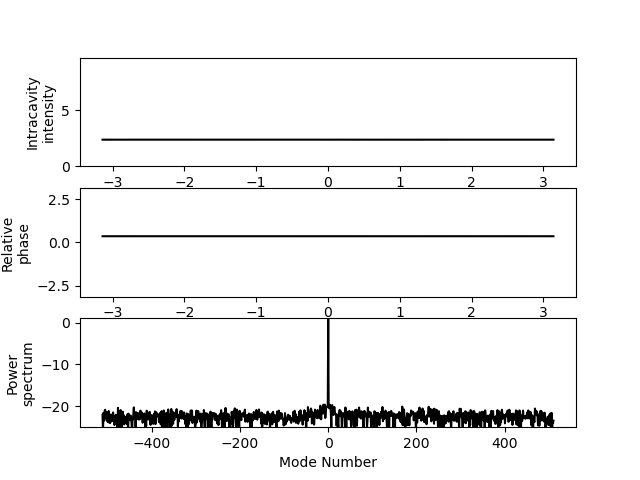 Intracavity
intensity
5
0
−3 −2 −1 0 1 2 3
Relative
phase
2.5
0.0
−2.5
−3 −2 −1 0 1 2 3
Power
spectrum
0
−10
−20
−400 −200 0 200 400
Mode Number